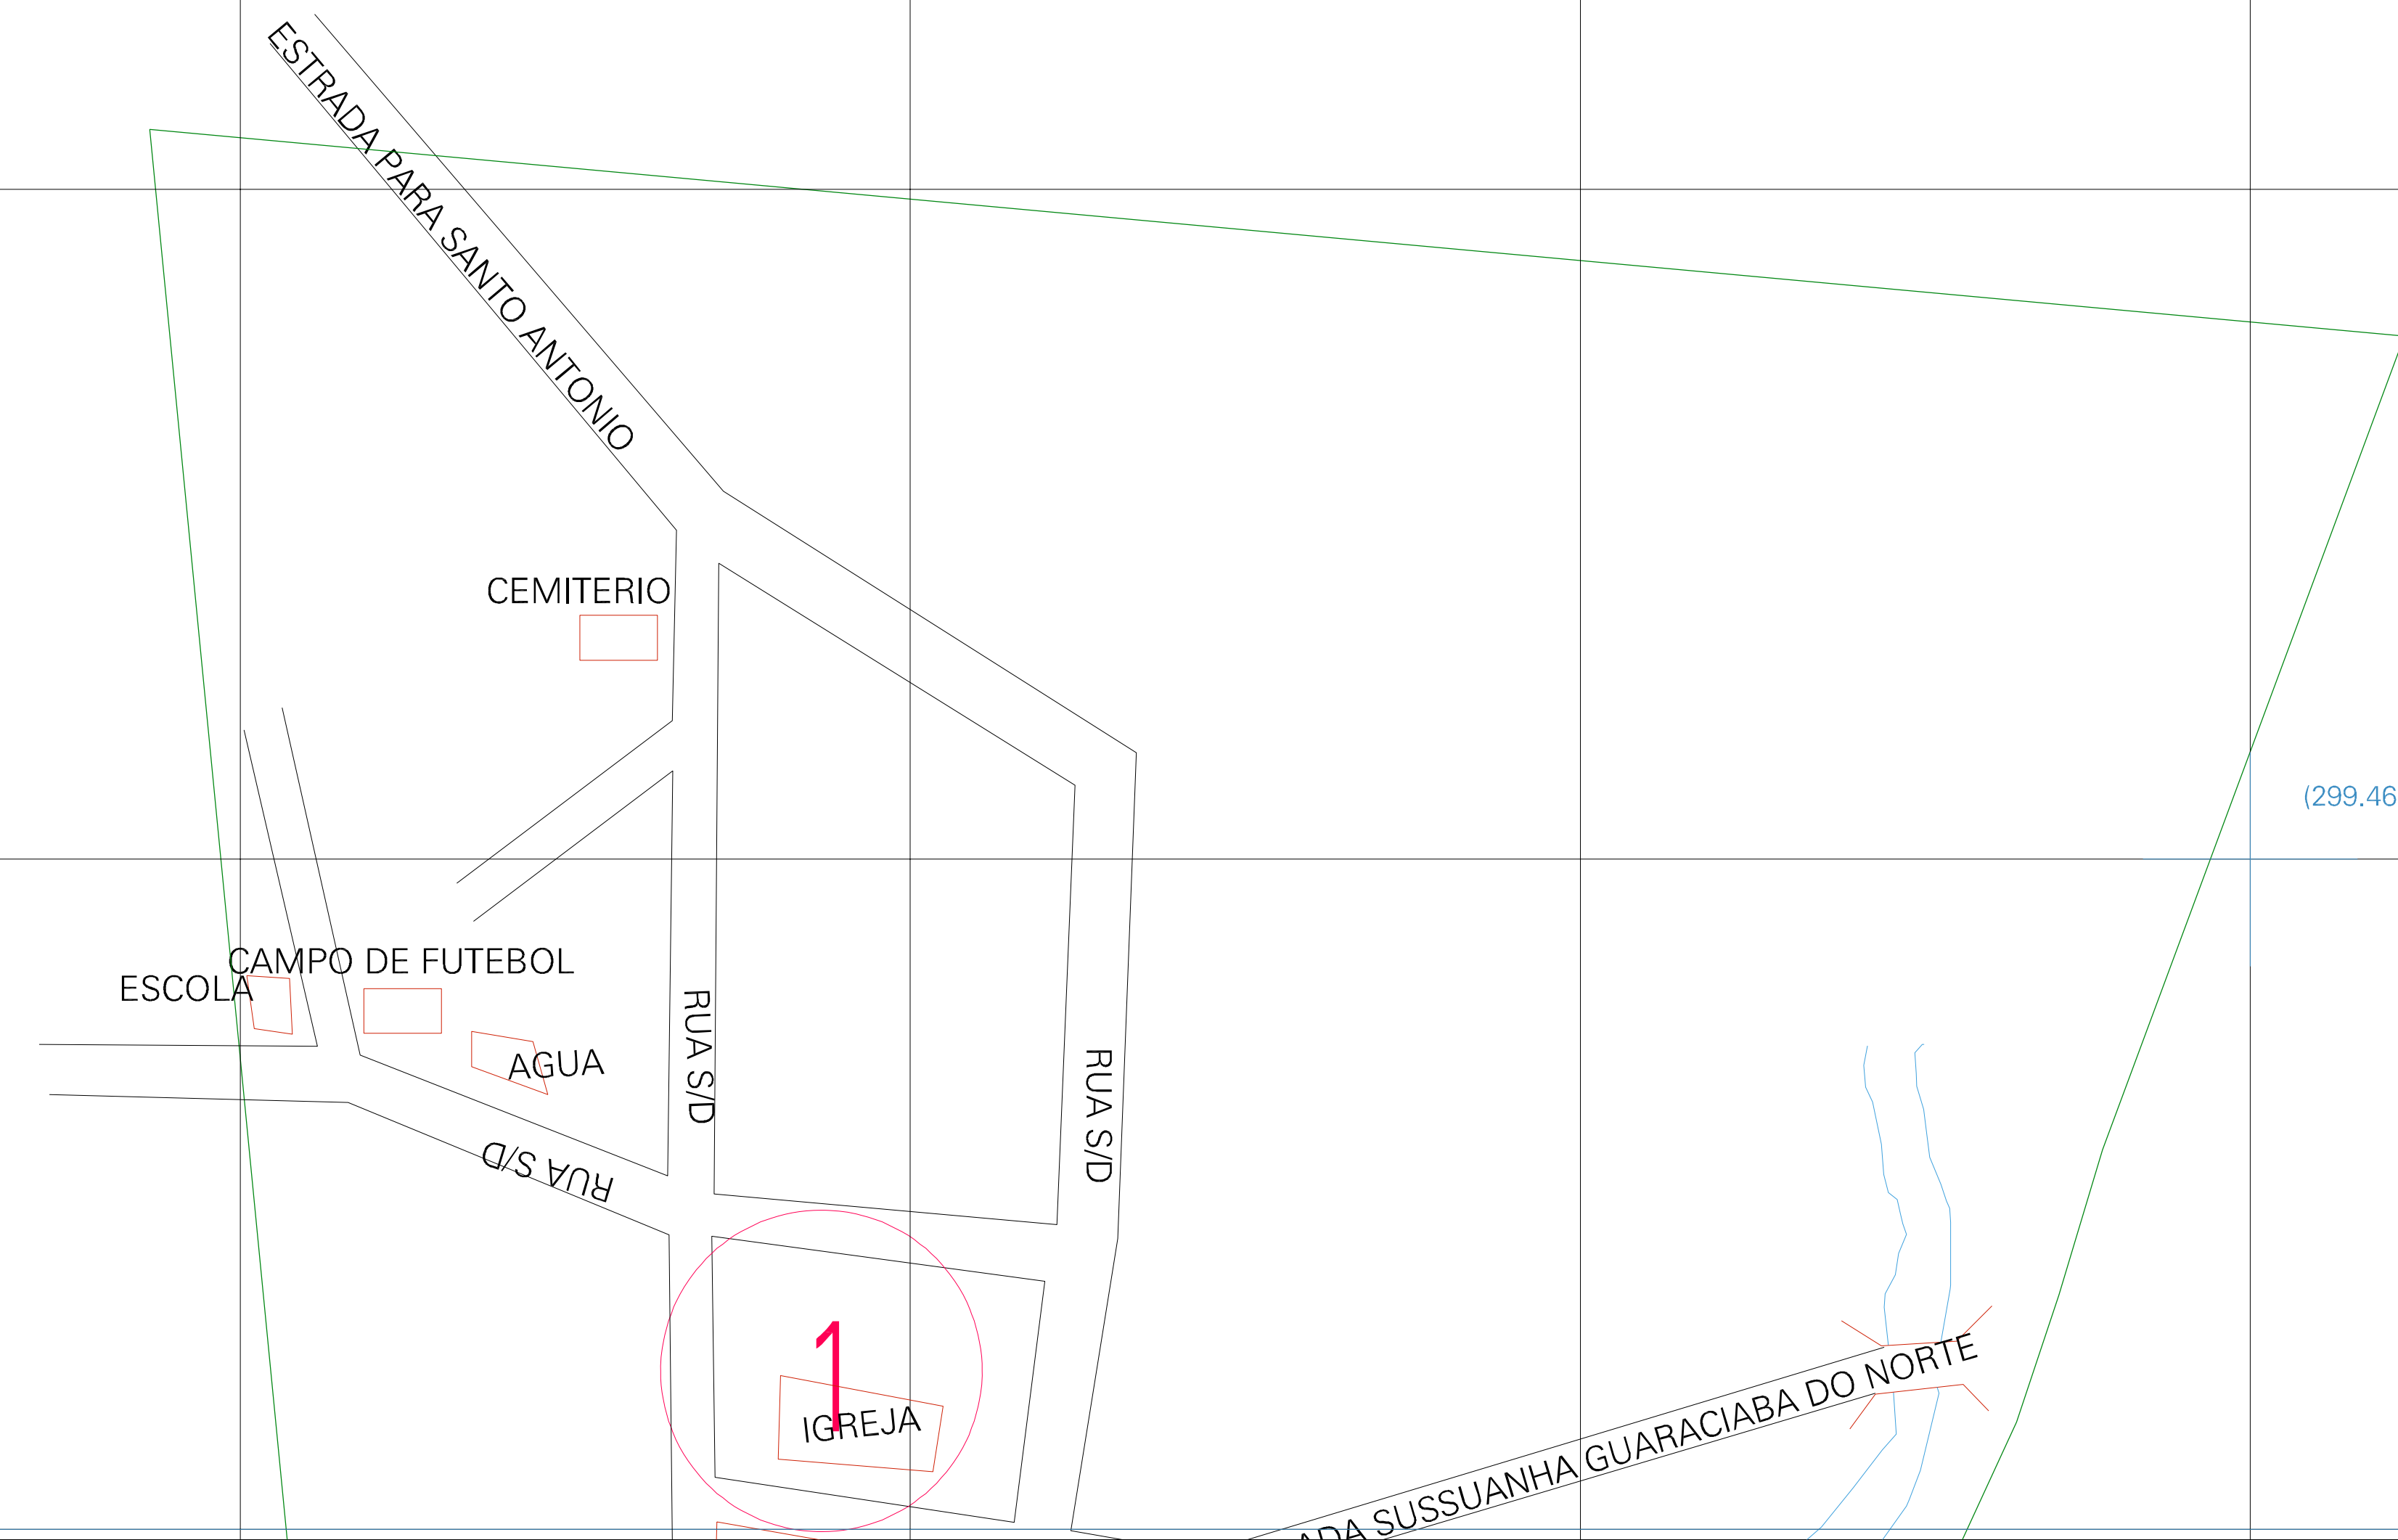 ESTRADA PARA SANTO ANTONIO
CEMITERIO
(299.46
CAMPO DE FUTEBOL
ESCOLA
AGUA
RUA S/D
RUA S/D
RUA S/D
1
IGREJA
ADA SUSSUANHA GUARACIABA DO NORTE